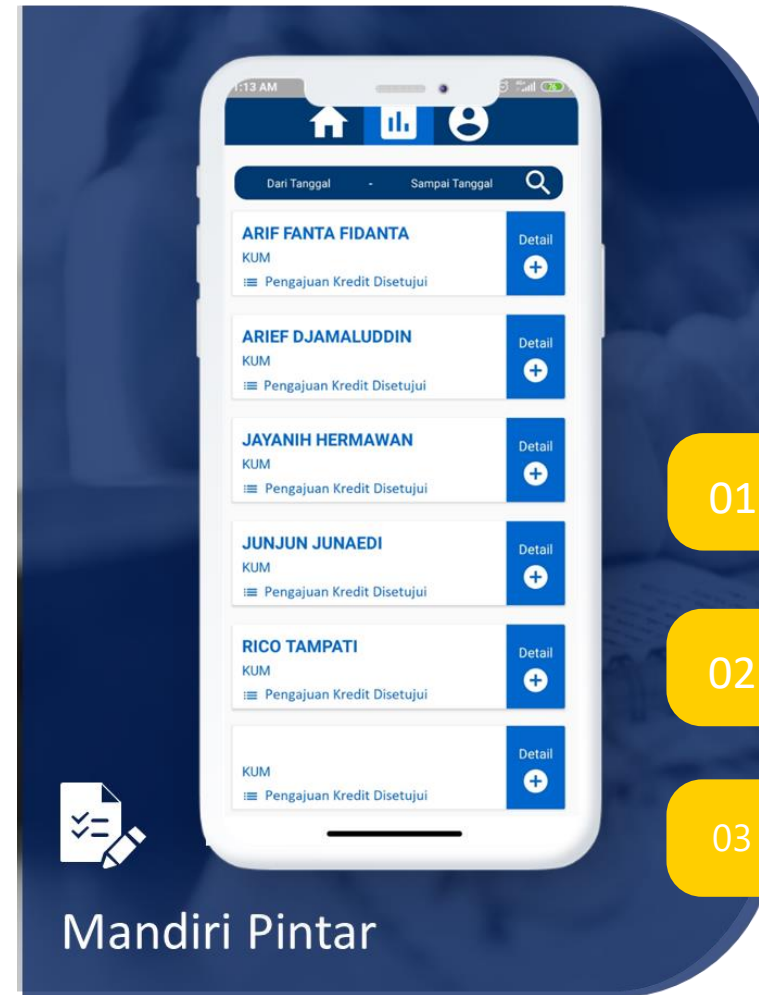 1:13 AM
Dari Tanggal - Sampai Tanggal
ARIF FANTA FIDANTA
KUM
Pengajuan Kredit Disetujui
Detail
ARIEF DJAMALUDDIN
KUM
Pengajuan Kredit Disetujui
Detail
JAYANIH HERMAWAN
KUM
Pengajuan Kredit Disetujui
Detail
JUNJUN JUNAEDI
KUM
Pengajuan Kredit Disetujui
Detail
RICO TAMPATI
KUM
Pengajuan Kredit Disetujui
Detail
KUM
Pengajuan Kredit Disetujui
Detail
01
02
03
Mandiri Pintar